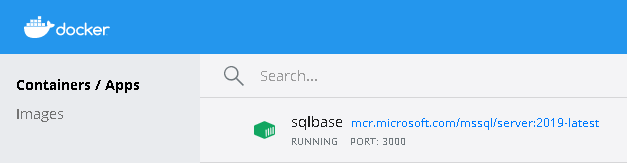 docker
Containers / Apps
Images
Search...
sqlbase mcr.microsoft.com/mssql/server:2019-latest
RUNNING PORT: 3000